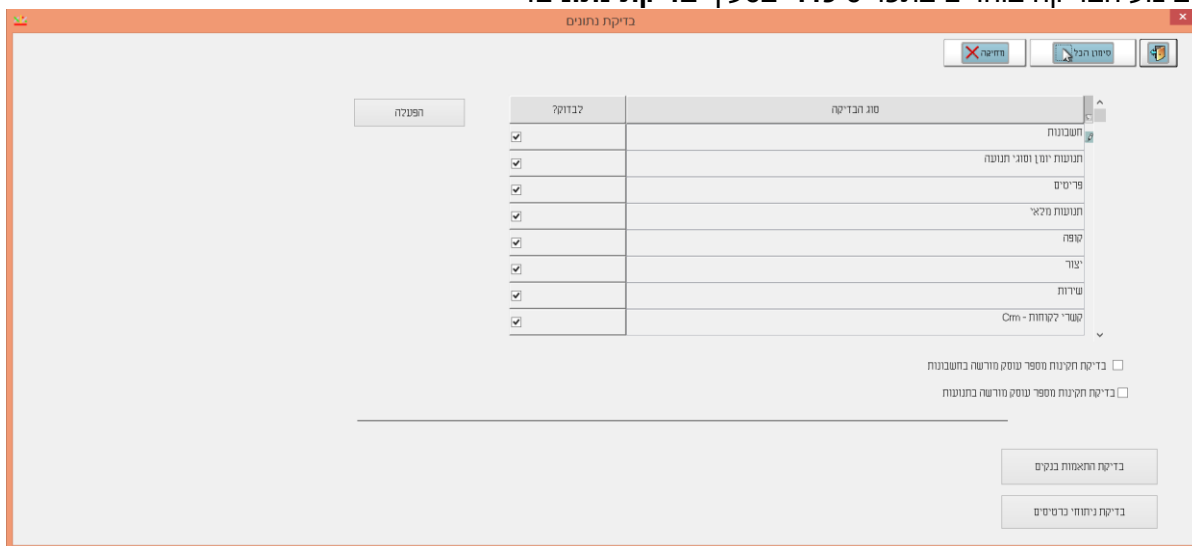 בדיקת נתונים
סימון הכל
מחיקה
סוג הבדיקה
לבדוק?
הפעלה
חשבונות
תנועות יומן וסוגי תנועה
פריטים
תנועות מלאי
קופה
יצור
שירות
קשרי לקוחות - Crm
בדיקת תקינות מספר עוסק מורשה בחשבונות
בדיקת תקינות מספר עוסק מורשה בתנועות
בדיקת התאמות בנקים
בדיקת ניתוחי כרטיסים